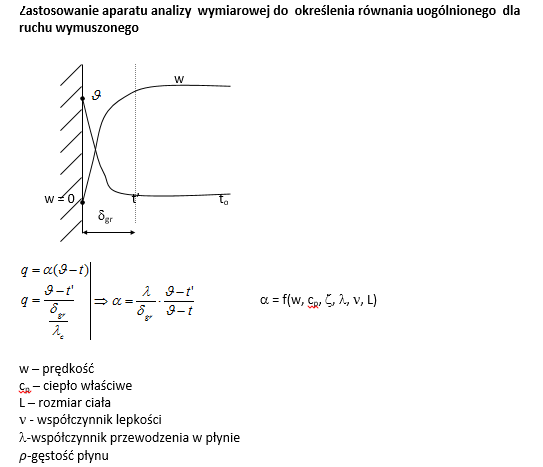 Zastosowanie aparatu analizy wymiarowej do określenia równania uogólnionego dla
ruchu wymuszonego
w
ϑ
w = 0
t'
tₒ
δgr
q = α(ϑ – t)
q = (ϑ – t') / (δgr / λc) ⇒ α = λ/δgr · (ϑ – t')/(ϑ – t)
α = f(w, cp, ζ, λ, ν, L)
w – prędkość
cp – ciepło właściwe
L – rozmiar ciała
ν - współczynnik lepkości
λ-współczynnik przewodzenia w płynie
ρ-gęstość płynu